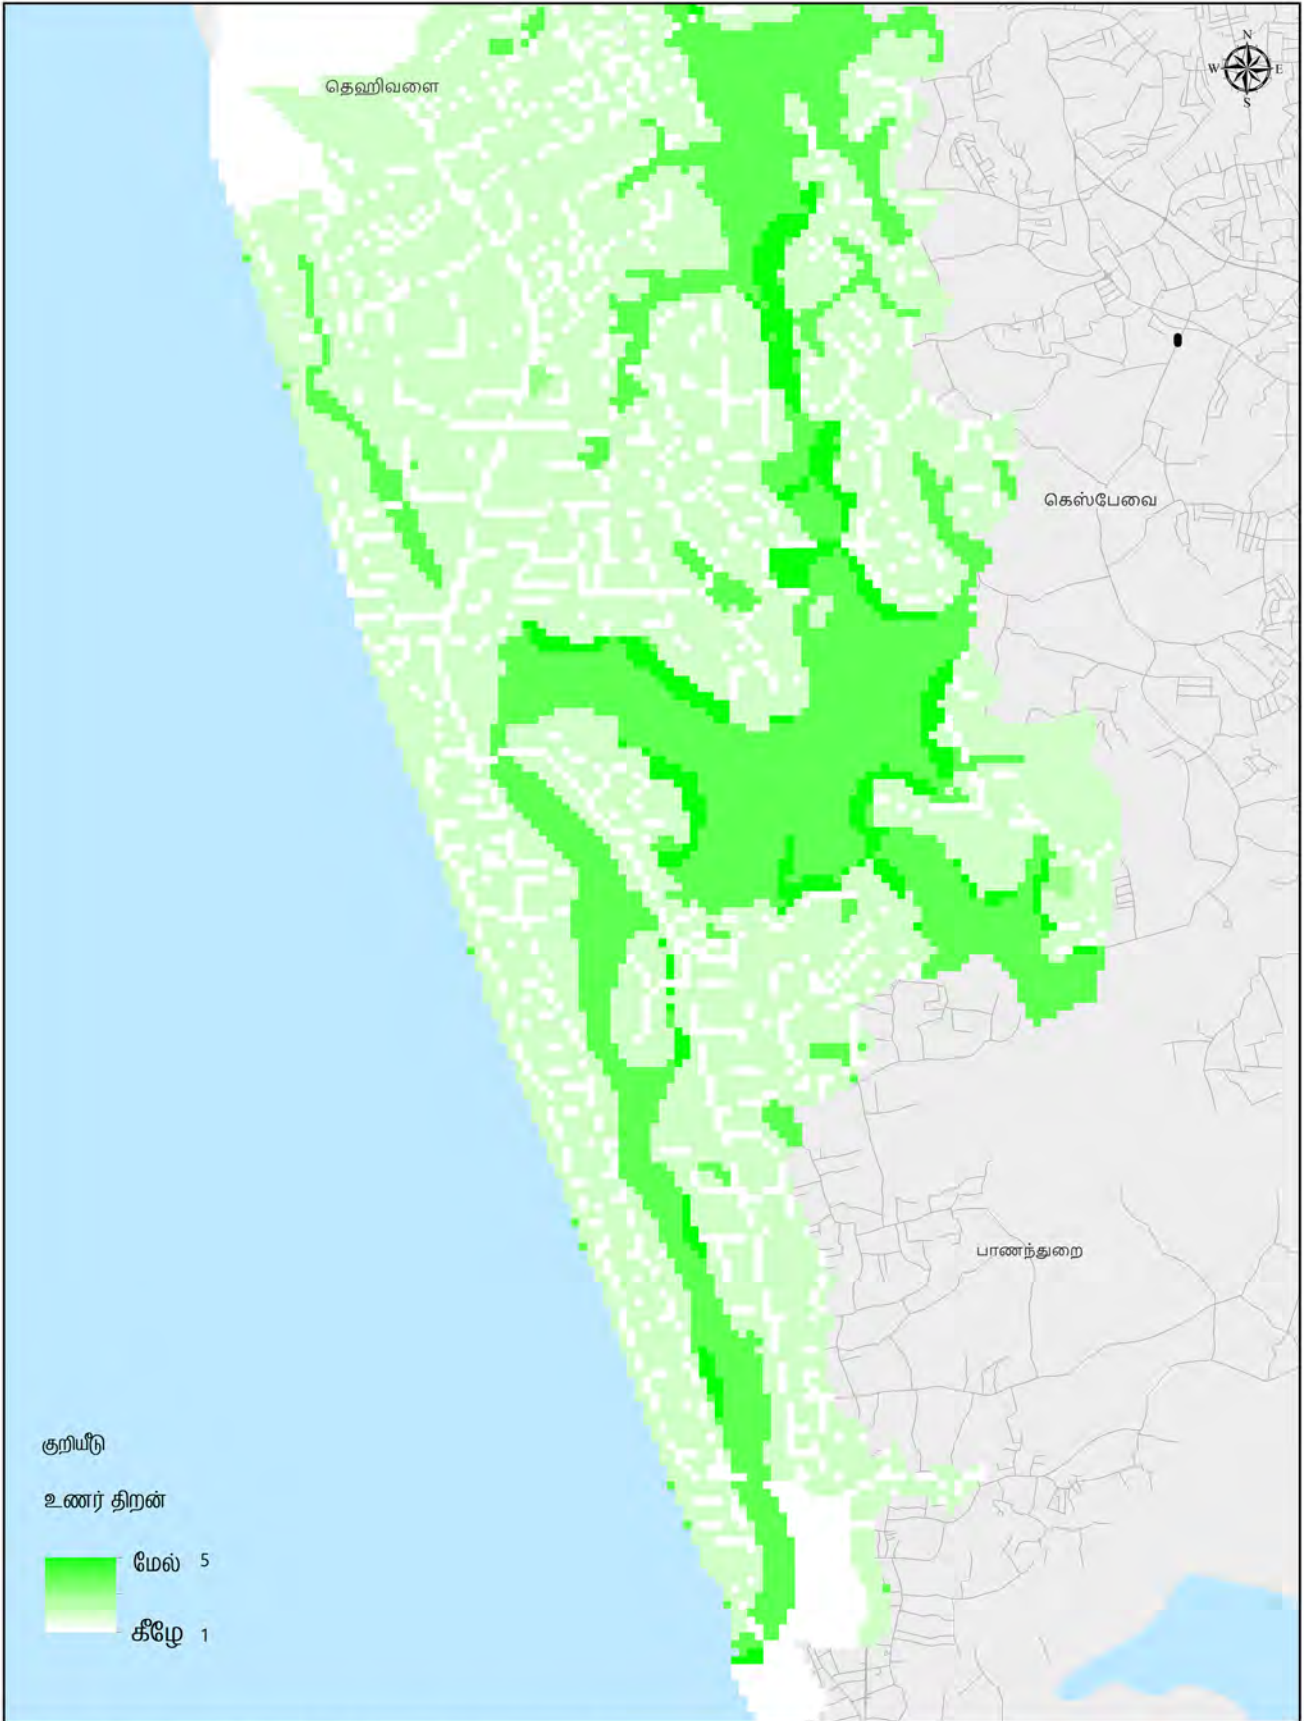 N
W E
S
தெஹிவளை
கெஸ்பேவை
பாணந்துறை
குறியீடு
உணர் திறன்
மேல் 5
கீழே 1